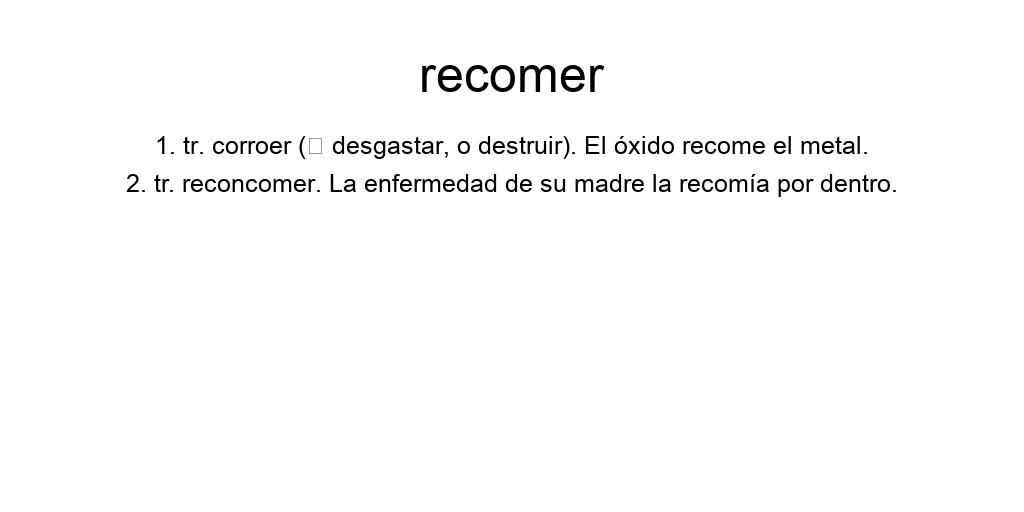 recomer
1. tr. corroer (□ desgastar, o destruir). El óxido recome el metal.
2. tr. reconcomer. La enfermedad de su madre la recomía por dentro.